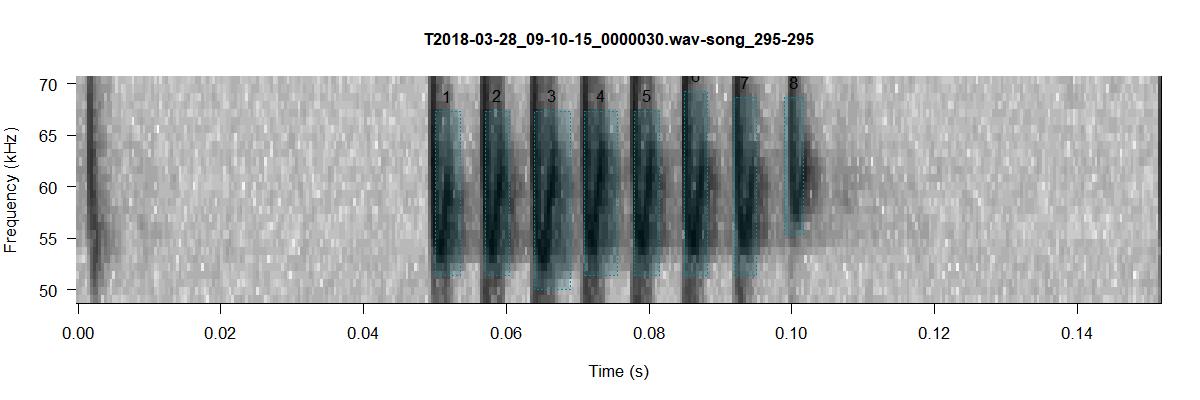 T2018-03-28_09-10-15_0000030.wav-song_295-295
70
65
60
55
50
Frequency (kHz)
1 2 3 4 5 6 7 8
0.00 0.02 0.04 0.06 0.08 0.10 0.12 0.14
Time (s)